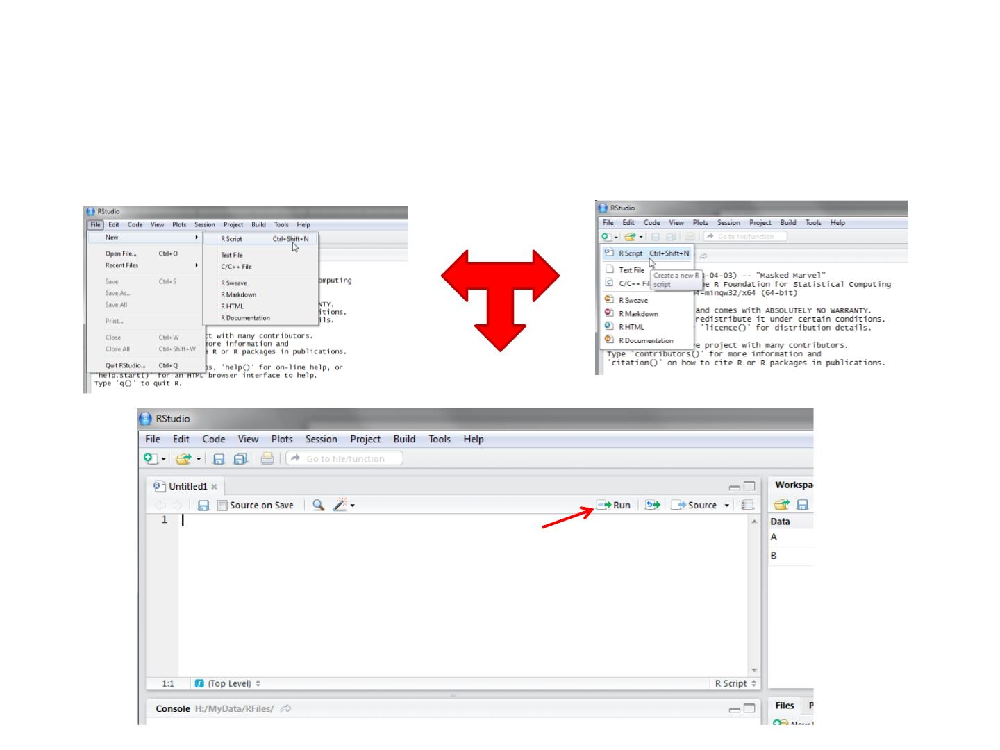 RStudio
File Edit Code View Plots Session Project Build Tools Help
New
R Script Ctrl+Shift+N
Text File
C/C++ File
R Sweave
R Markdown
R HTML
R Documentation
Open File... Ctrl+O
Recent Files
Save Ctrl+S
Save As...
Save All
Print...
Close Ctrl+W
Close All Ctrl+Shift+W
Quit RStudio... Ctrl+Q
omputing
NTY.
itions.
ils.
ct with many contributors.
more information and
R or R packages in publications.
os, 'help()' for on-line help, or
'help.start()' for an HTML browser interface to help.
Type 'q()' to quit R.
RStudio
File Edit Code View Plots Session Project Build Tools Help
Go to file/function
R Script Ctrl+Shift+N
Text File
C/C++ Fil
R Sweave
R Markdown
R HTML
R Documentation
Create a new R
script
-04-03) -- "Masked Marvel"
e R Foundation for Statistical Computing
4-mingw32/x64 (64-bit)
and comes with ABSOLUTELY NO WARRANTY.
redistribute it under certain conditions.
'licence()' for distribution details.
e project with many contributors.
Type 'contributors()' for more information and
'citation()' on how to cite R or R packages in publications.
RStudio
File Edit Code View Plots Session Project Build Tools Help
Go to file/function
Untitled1
Source on Save
Run
Source
1
1:1 (Top Level) R Script
Console H:/MyData/RFiles/
Workspa
Data
A
B
Files P
New